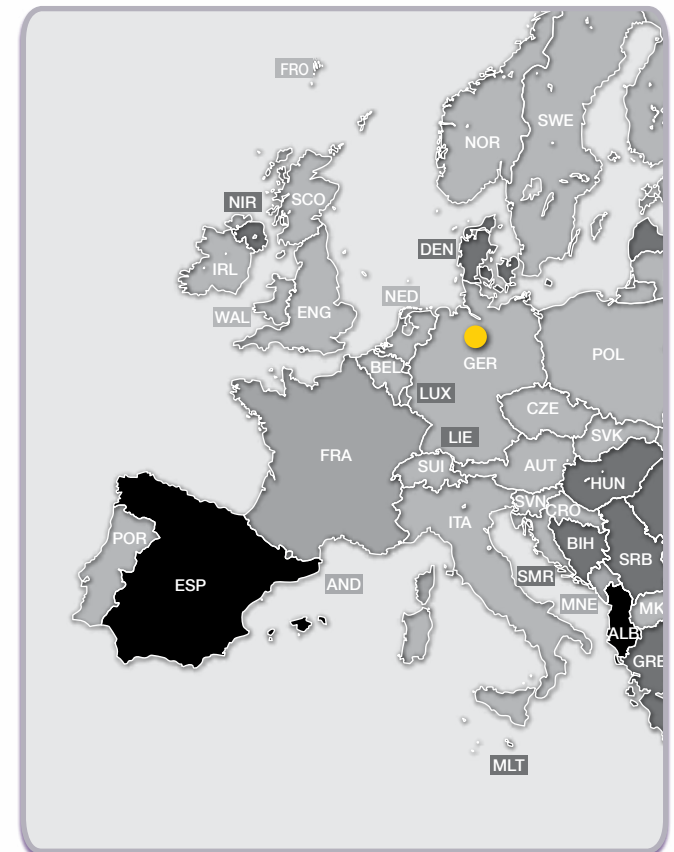 FRO
SWE
NOR
NIR
SCO
DEN
IRL
NED
WAL
ENG
POL
GER
BEL
LUX
CZE
LIE
SVK
FRA
SUI
AUT
HUN
SVN
CRO
ITA
POR
BIH
SRB
SMR
ESP
AND
MNE
MK
ALB
GRE
MLT